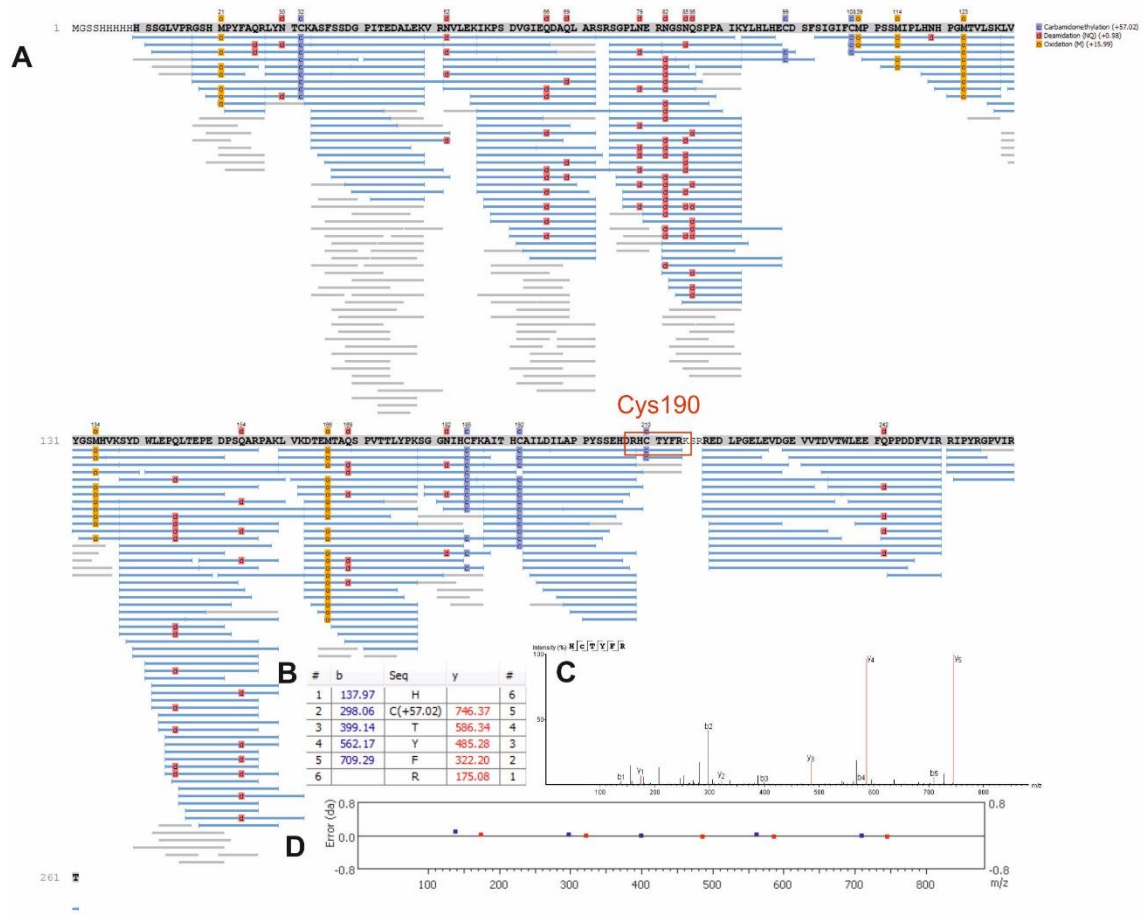 1 MGSSHHHHHH SSGLVPRGSH MPYFAQRLYN TCKASFSSDG PITEDALEKV RNVLEKIKPS DVGIEQDAQL ARSRSGPLNE RNGSNQSPPA IKYLHLHECD SFSIGIFCMP PSSMIPLHNH PGMTVLSKLV
c Carbamidomethylation (+57.02)
d Deamidation (NQ) (+0.98)
o Oxidation (M) (+15.99)
A
Cys190
131 YGSMHVKSYD WLEPQLTEPE DPSQARPAKL VKDTEMTAQS PVTTLYPKSG GNIHCFKAIT HCAILDILAP PYSSEHDRHC TYFRKSRRED LPGELEVDGE VVTDVTWLEE FQPPDDFVIR RIPYRGPVIR
B
# b Seq y #
1 137.97 H 6
2 298.06 C(+57.02) 746.37 5
3 399.14 T 586.34 4
4 562.17 Y 485.28 3
5 709.29 F 322.20 2
6 R 175.08 1
C
Intensity (%) H c T Y F R
100
50
b1 y1 b2 y2 b3 y3 b4 y4 b5 y5
100 200 300 400 500 600 700 800 m/z
D
Error (da)
0.8 0.8
0.0 0.0
-0.8 -0.8
100 200 300 400 500 600 700 800 m/z
261 T